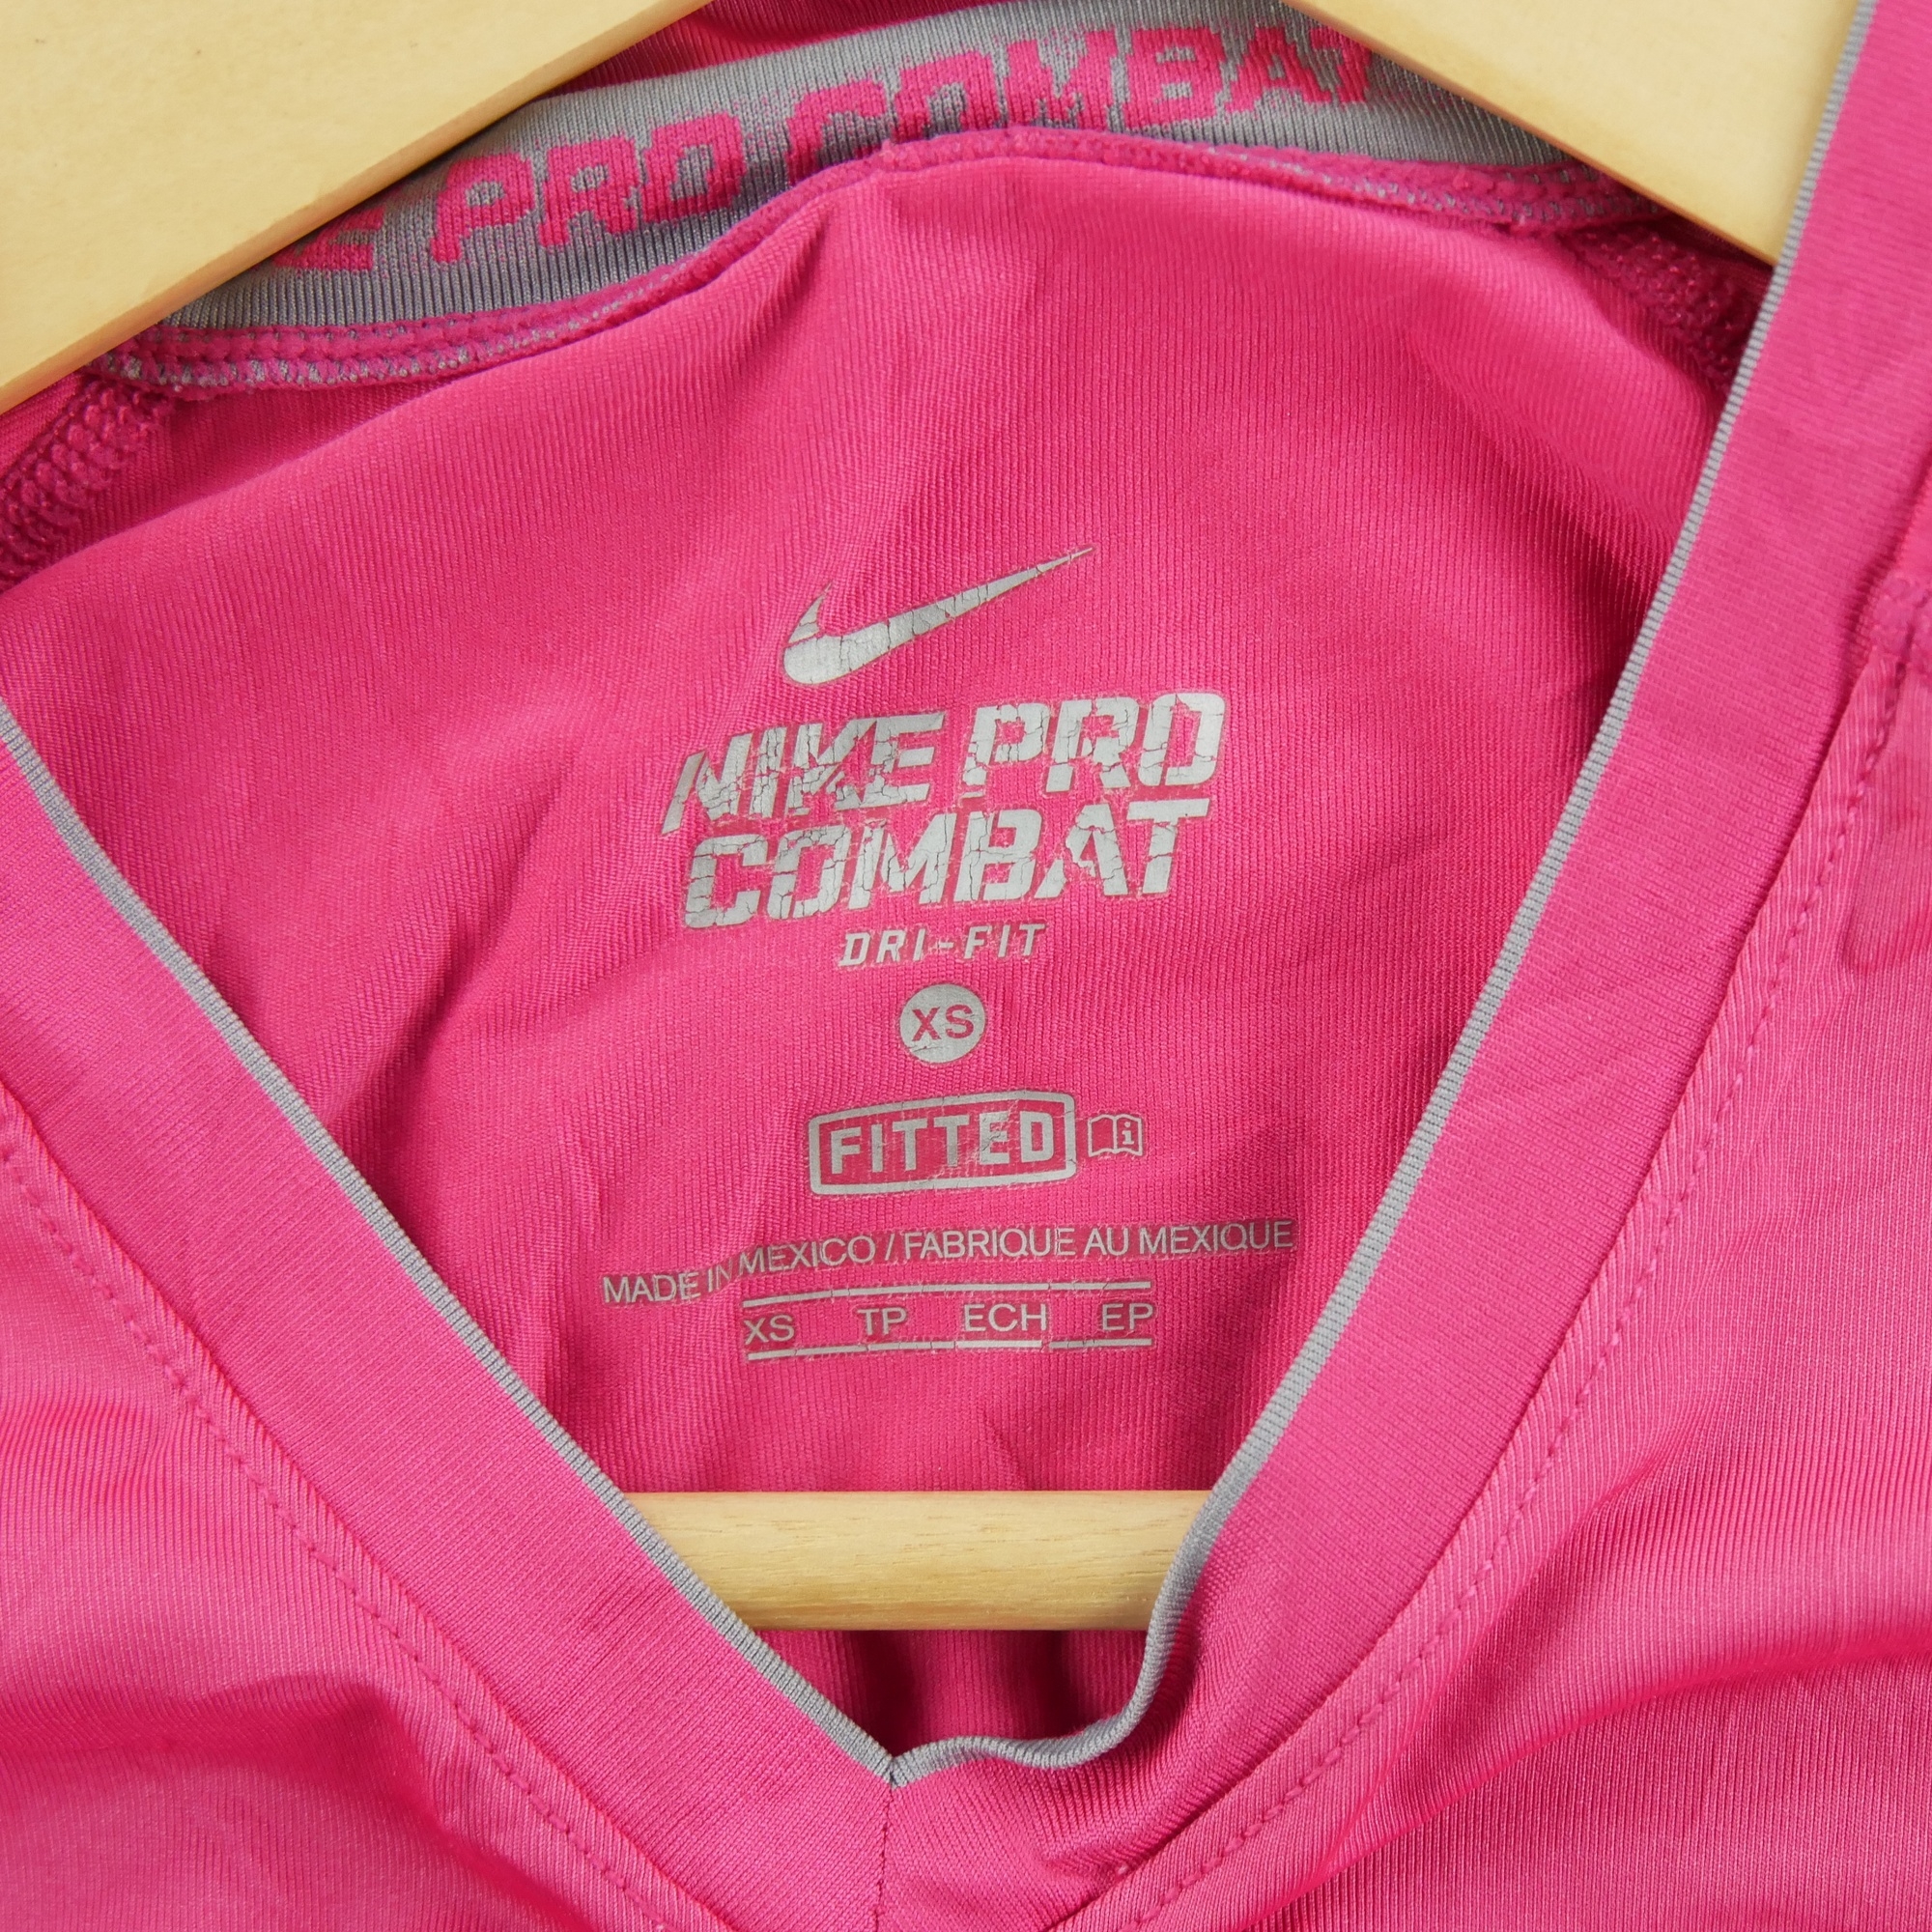 PRO COMBAT
NIKE PRO
COMBAT
DRI-FIT
XS
FITTED i
MADE IN MEXICO / FABRIQUE AU MEXIQUE
XS TP ECH EP